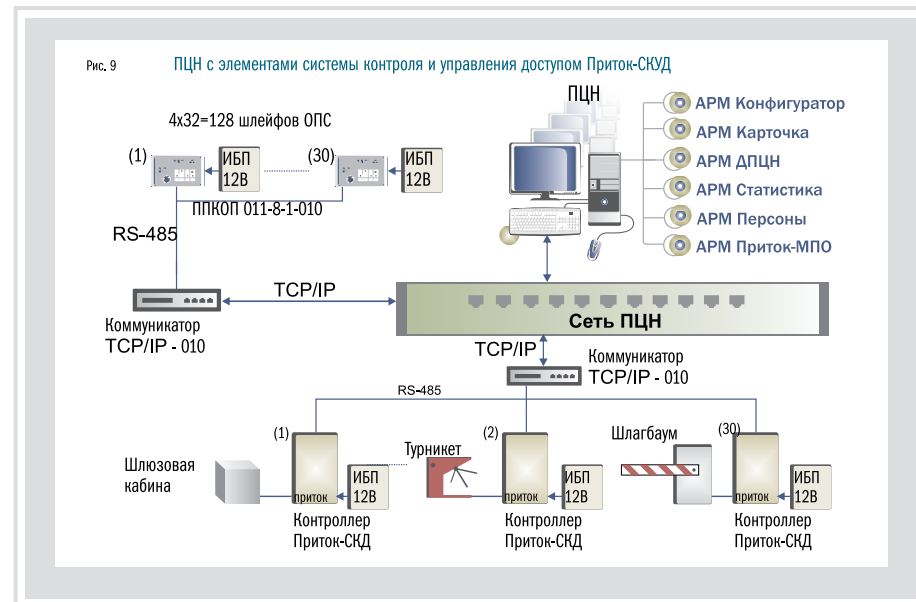 Рис. 9 ПЦН с элементами системы контроля и управления доступом Приток-СКУД
ПЦН
АРМ Конфигуратор
АРМ Карточка
АРМ ДПЦН
АРМ Статистика
АРМ Персоны
АРМ Приток-МПО
4х32=128 шлейфов ОПС
(1)
ИБП
12В
(30)
ИБП
12В
ППКОП 011-8-1-010
RS-485
TCP/IP
Коммуникатор
TCP/IP - 010
Сеть ПЦН
TCP/IP
Коммуникатор
TCP/IP - 010
RS-485
(1)
Шлюзовая
кабина
приток
ИБП
12В
Контроллер
Приток-СКД
(2)
Турникет
приток
ИБП
12В
Контроллер
Приток-СКД
(30)
Шлагбаум
приток
ИБП
12В
Контроллер
Приток-СКД